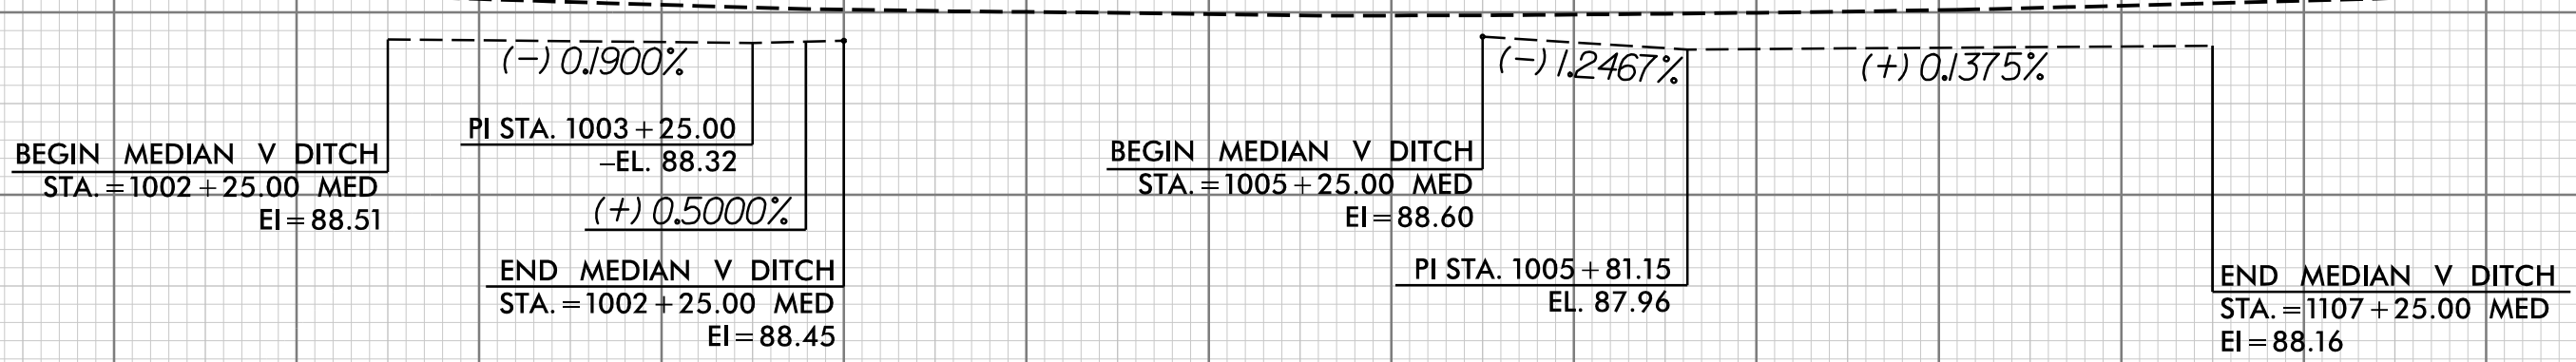 (-) 0.1900%
PI STA. 1003+25.00
-EL. 88.32
BEGIN MEDIAN V DITCH
STA.=1002+25.00 MED
El=88.51
(+) 0.5000%
END MEDIAN V DITCH
STA.=1002+25.00 MED
El=88.45
(-) 1.2467%
(+) 0.1375%
BEGIN MEDIAN V DITCH
STA.=1005+25.00 MED
El=88.60
PI STA. 1005+81.15
EL. 87.96
END MEDIAN V DITCH
STA.=1107+25.00 MED
El=88.16